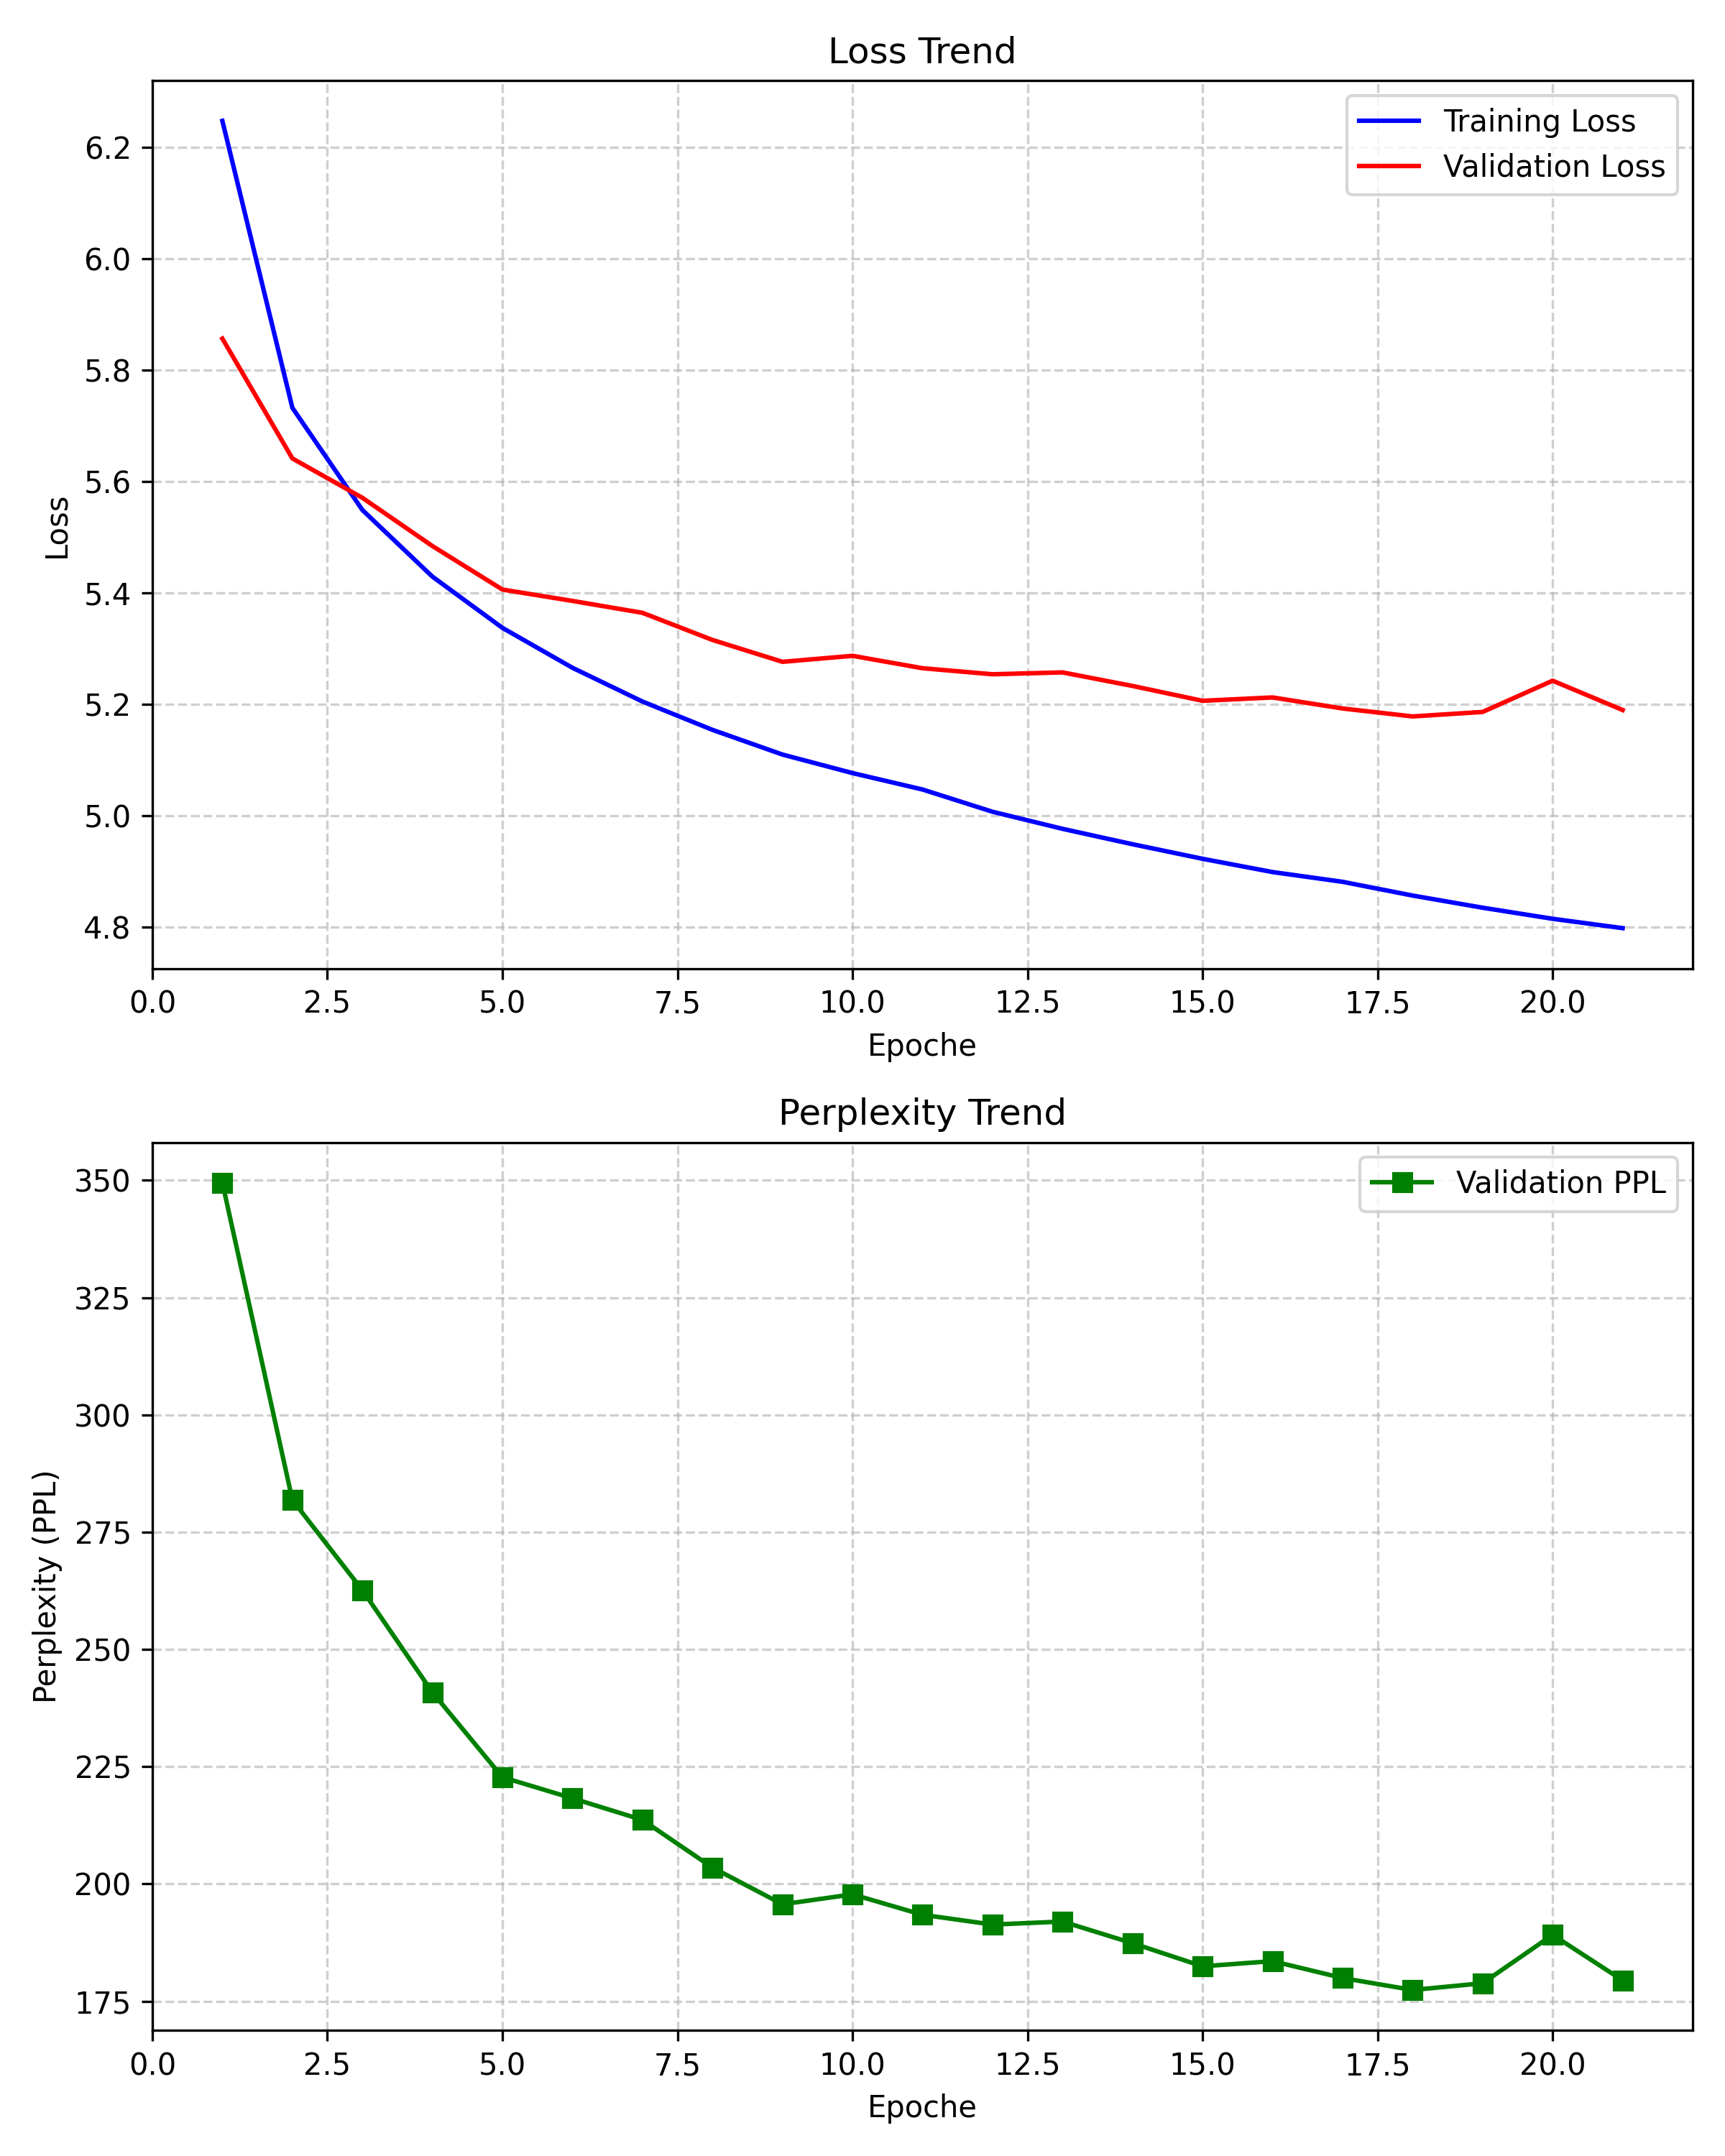 Loss Trend
Training Loss
Validation Loss
6.2
6.0
5.8
5.6
5.4
5.2
5.0
4.8
Loss
0.0 2.5 5.0 7.5 10.0 12.5 15.0 17.5 20.0
Epoche
Perplexity Trend
Validation PPL
350
325
300
275
250
225
200
175
Perplexity (PPL)
0.0 2.5 5.0 7.5 10.0 12.5 15.0 17.5 20.0
Epoche